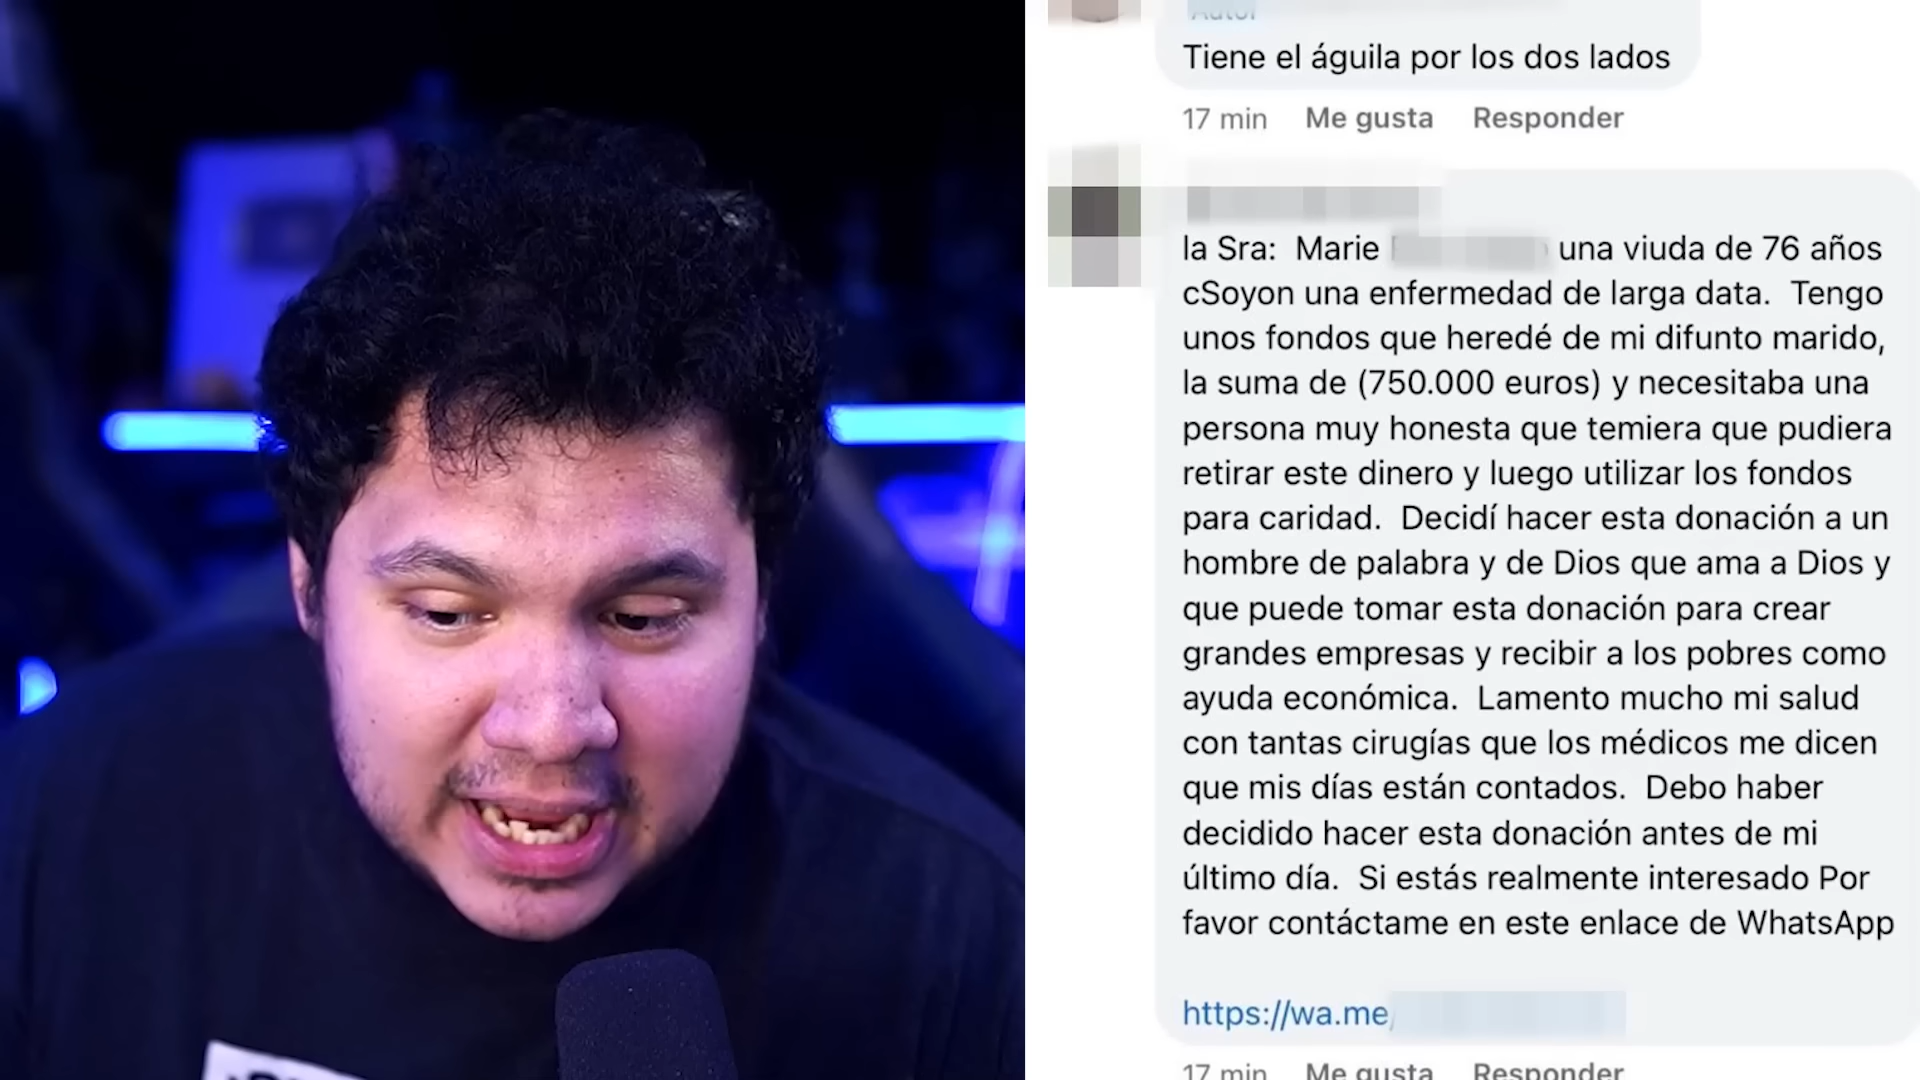 Autor
Tiene el águila por los dos lados
17 min Me gusta Responder
la Sra: Marie una viuda de 76 años
cSoyon una enfermedad de larga data. Tengo
unos fondos que heredé de mi difunto marido,
la suma de (750.000 euros) y necesitaba una
persona muy honesta que temiera que pudiera
retirar este dinero y luego utilizar los fondos
para caridad. Decidí hacer esta donación a un
hombre de palabra y de Dios que ama a Dios y
que puede tomar esta donación para crear
grandes empresas y recibir a los pobres como
ayuda económica. Lamento mucho mi salud
con tantas cirugías que los médicos me dicen
que mis días están contados. Debo haber
decidido hacer esta donación antes de mi
último día. Si estás realmente interesado Por
favor contáctame en este enlace de WhatsApp
https://wa.me/
17 min Me gusta Responder